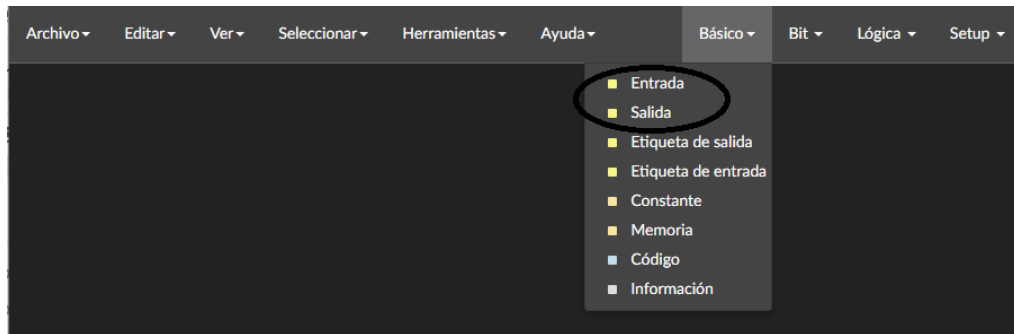 Archivo Editar Ver Seleccionar Herramientas Ayuda Básico Bit Lógica Setup
Entrada
Salida
Etiqueta de salida
Etiqueta de entrada
Constante
Memoria
Código
Información